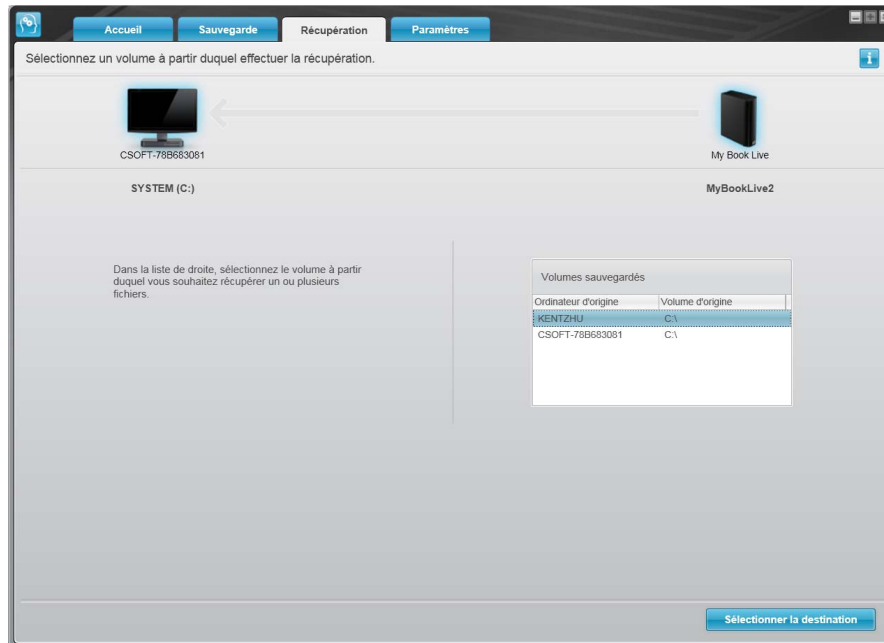 Accueil Sauvegarde Récupération Paramètres
Sélectionnez un volume à partir duquel effectuer la récupération.
i
CSOFT-78B683081 My Book Live
SYSTEM (C:) MyBookLive2
Dans la liste de droite, sélectionnez le volume à partir
duquel vous souhaitez récupérer un ou plusieurs
fichiers.
Volumes sauvegardés
Ordinateur d'origine Volume d'origine
KENTZHU C:\
CSOFT-78B683081 C:\
Sélectionner la destination